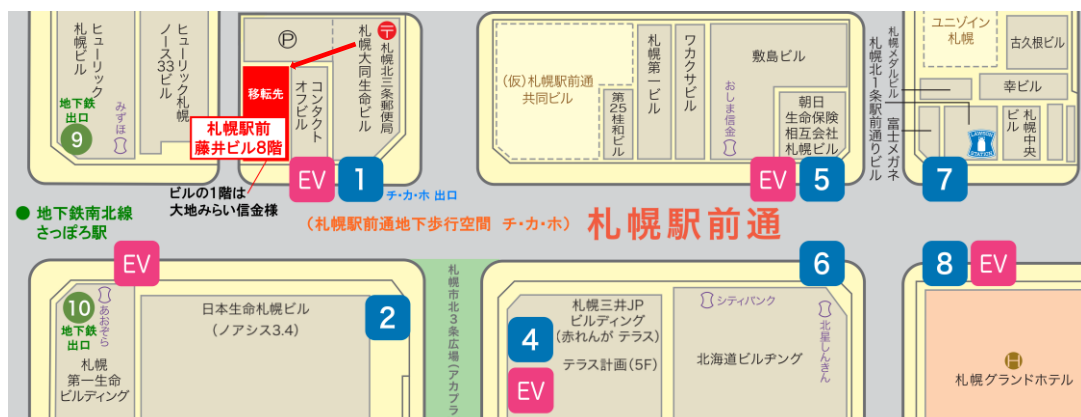 ヒューリック
札幌ビル
地下鉄
出口
9
みずほ
ヒューリック札幌
ノース33ビル
P
移転先
札幌駅前
藤井ビル8階
コンタクト
オフビル
札幌大同生命ビル
札幌北三条郵便局
EV
1
チ・カ・ホ 出口
ビルの1階は
大地みらい信金様
(仮)札幌駅前通
共同ビル
第25桂和ビル
札幌第一ビル
ワカクサビル
敷島ビル
おしま信金
朝日
生命保険
相互会社
札幌ビル
EV
5
札幌メダルビル
札幌北1条駅前通りビル
富士メガネ
ユニゾイン
札幌
古久根ビル
幸ビル
LAWSON
STATION
札幌中央
ビル
7
● 地下鉄南北線
さっぽろ駅
(札幌駅前通地下歩行空間 チ・カ・ホ)
札幌駅前通
EV
10
地下鉄
出口
あおぞら
札幌
第一生命
ビルディング
日本生命札幌ビル
(ノアシス3.4)
2
札幌市北3条広場(アカプラ
4
EV
札幌三井JP
ビルディング
(赤れんが テラス)
テラス計画(5F)
シティバンク
北海道ビルヂング
北星しんきん
6
8
EV
H
札幌グランドホテル